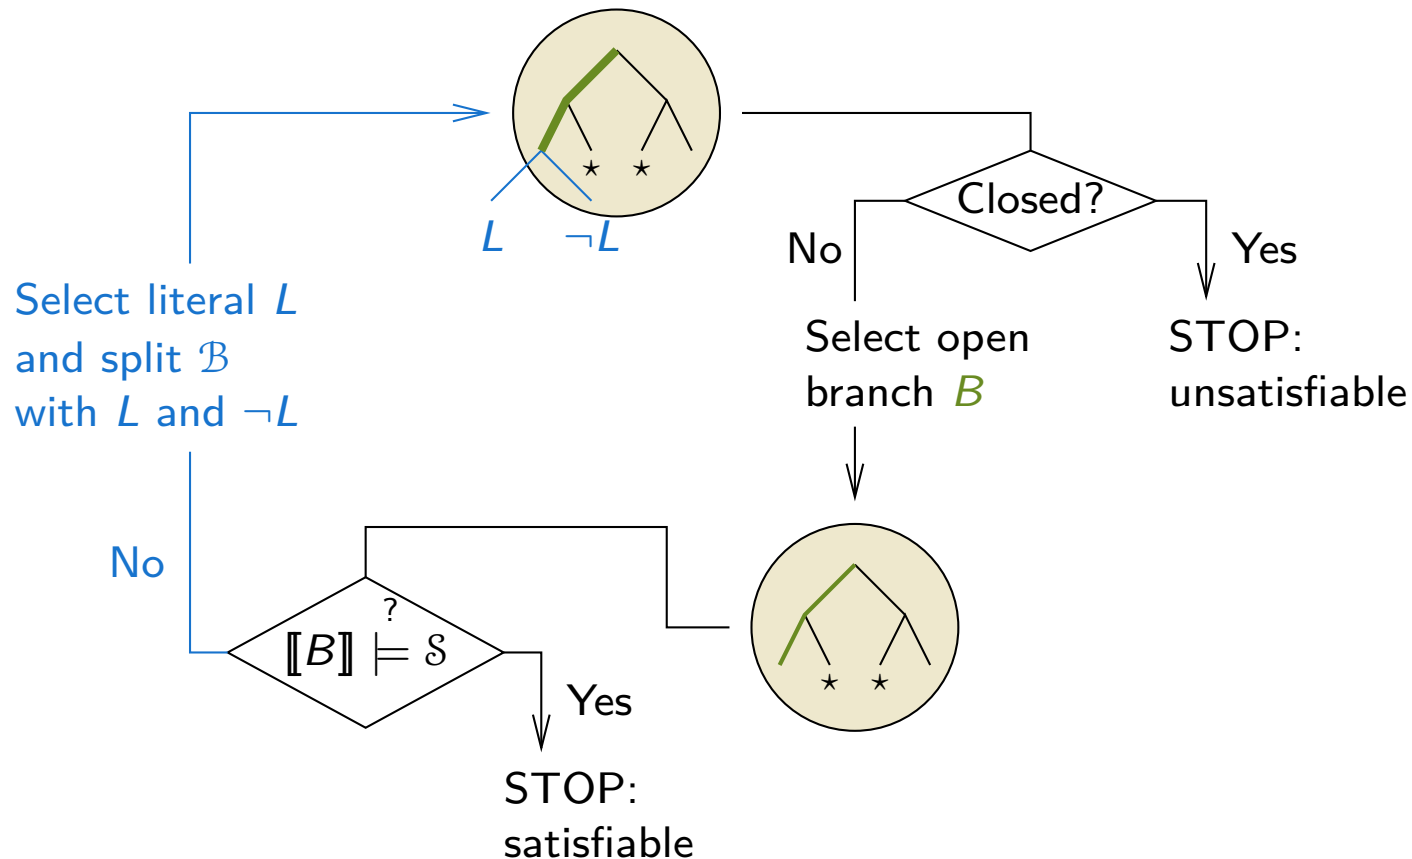 ⋆ ⋆
L ¬L
Closed?
No
Yes
Select literal L
and split ℬ
with L and ¬L
Select open
branch B
STOP:
unsatisfiable
No
?
⟦B⟧ ⊨ 𝒮
⋆ ⋆
Yes
STOP:
satisfiable